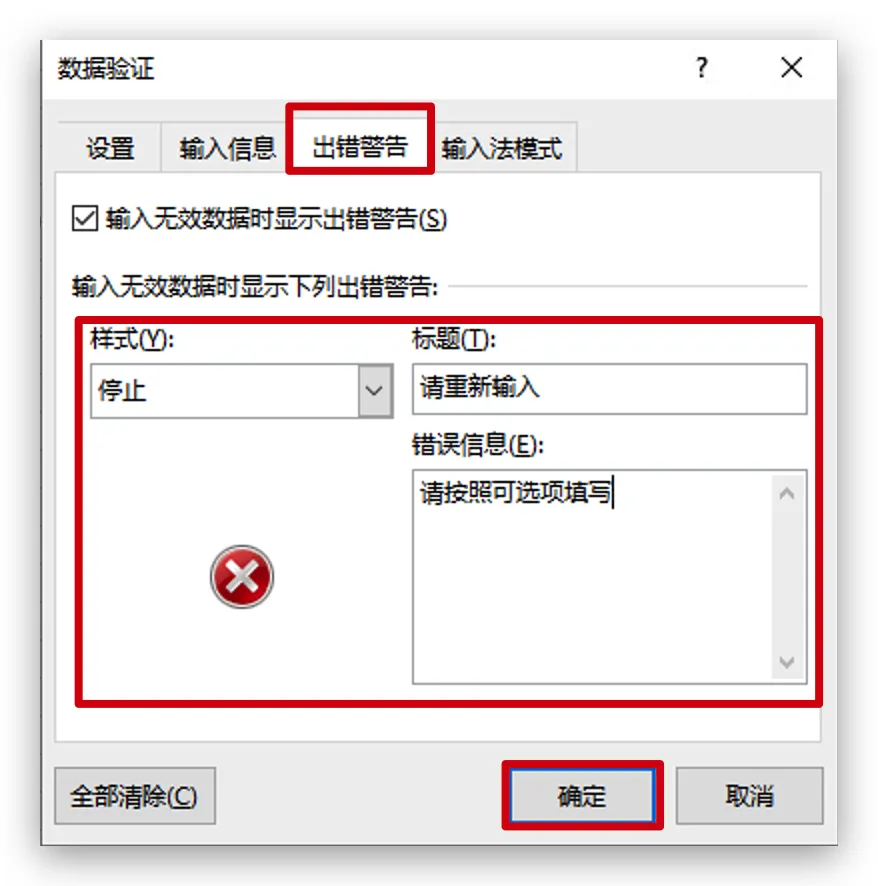 数据验证 ?
设置 输入信息 出错警告 输入法模式
输入无效数据时显示出错警告(S)
输入无效数据时显示下列出错警告:
样式(Y): 标题(T):
停止 请重新输入
错误信息(E):
请按照可选项填写
全部清除(C) 确定 取消